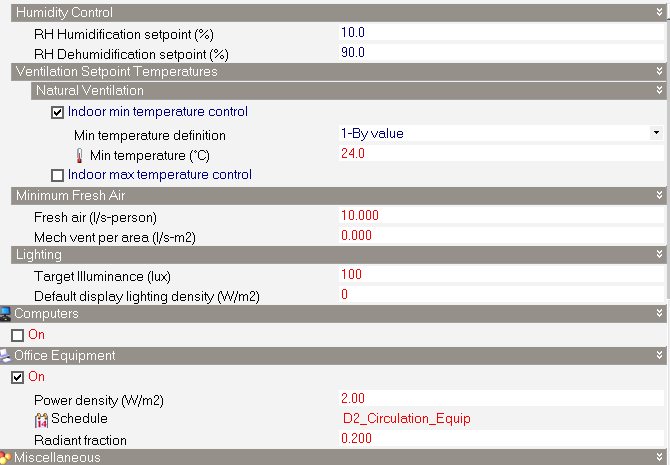 Humidity Control
RH Humidification setpoint (%) 10.0
RH Dehumidification setpoint (%) 90.0
Ventilation Setpoint Temperatures
Natural Ventilation
Indoor min temperature control
Min temperature definition 1-By value
Min temperature (°C) 24.0
Indoor max temperature control
Minimum Fresh Air
Fresh air (l/s-person) 10.000
Mech vent per area (l/s-m2) 0.000
Lighting
Target Illuminance (lux) 100
Default display lighting density (W/m2) 0
Computers
On
Office Equipment
On
Power density (W/m2) 2.00
Schedule D2_Circulation_Equip
Radiant fraction 0.200
Miscellaneous